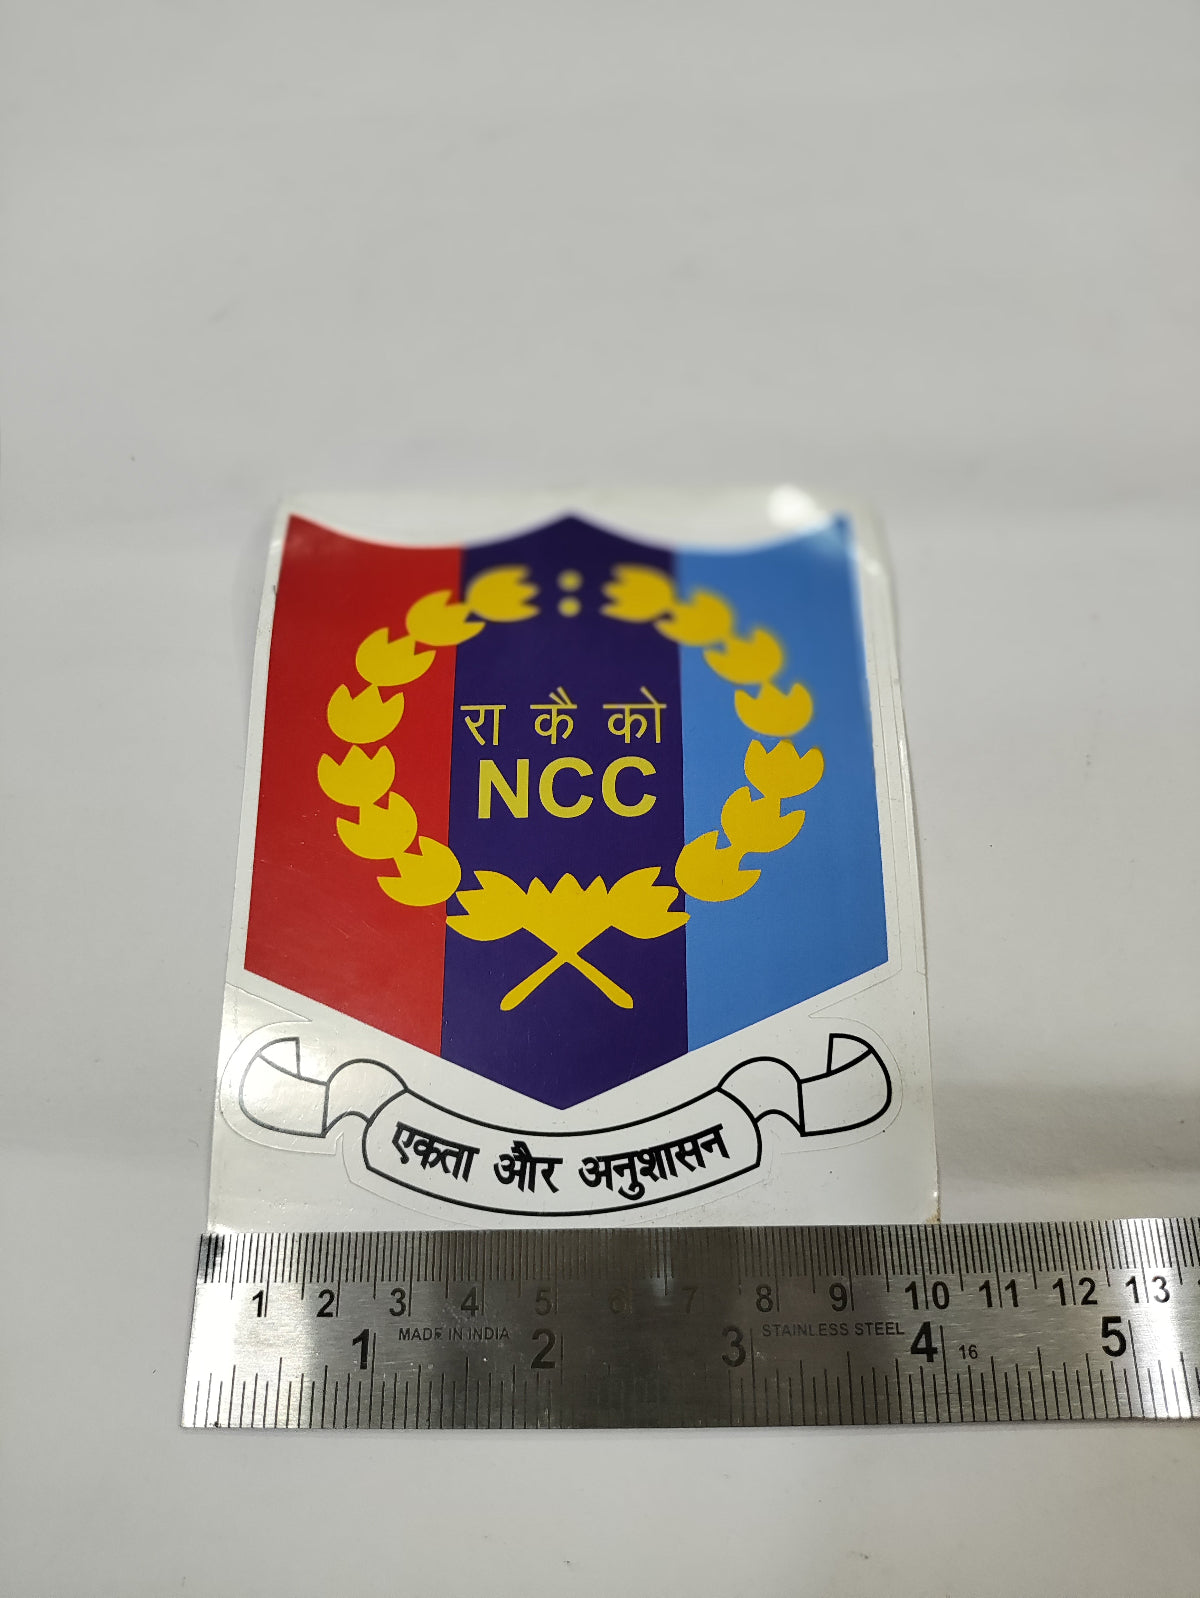 रा कै को
NCC
एकता और अनुशासन
1 2 3 4 5 6 7 8 9 10 11 12 13
MADE IN INDIA STAINLESS STEEL
1 2 3 4 16 5